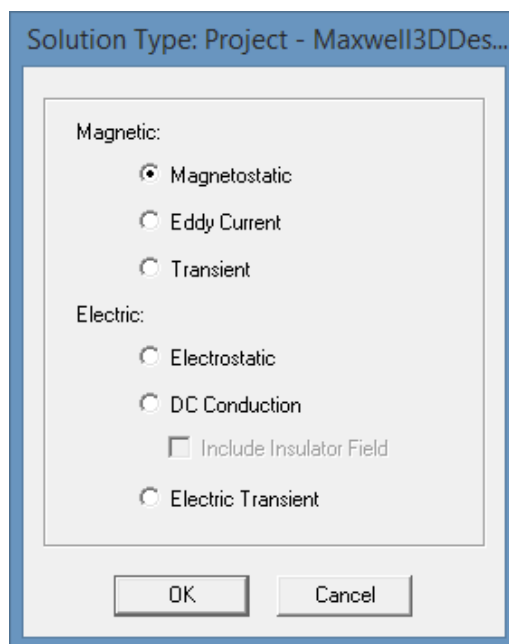 Solution Type: Project - Maxwell3DDes...
Magnetic:
Magnetostatic
Eddy Current
Transient
Electric:
Electrostatic
DC Conduction
Include Insulator Field
Electric Transient
OK
Cancel